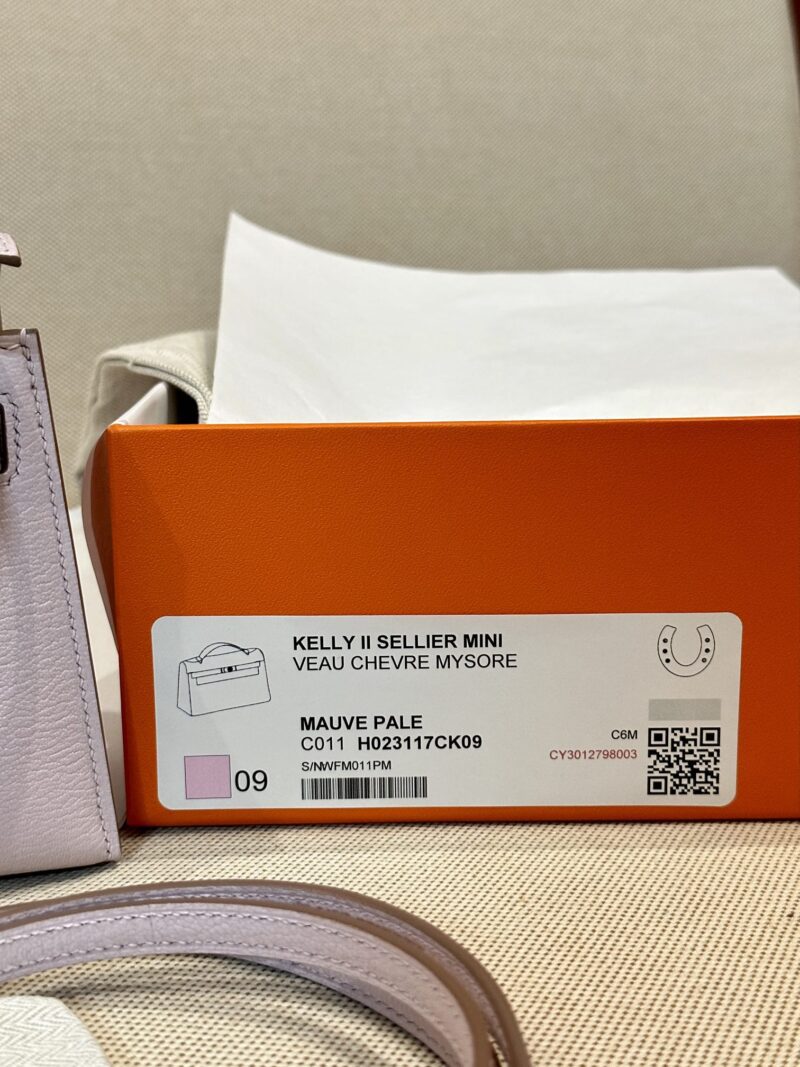 KELLY II SELLIER MINI
VEAU CHEVRE MYSORE
MAUVE PALE
C011 H023117CK09
S/NWFM011PM
09
C6M
CY3012798003